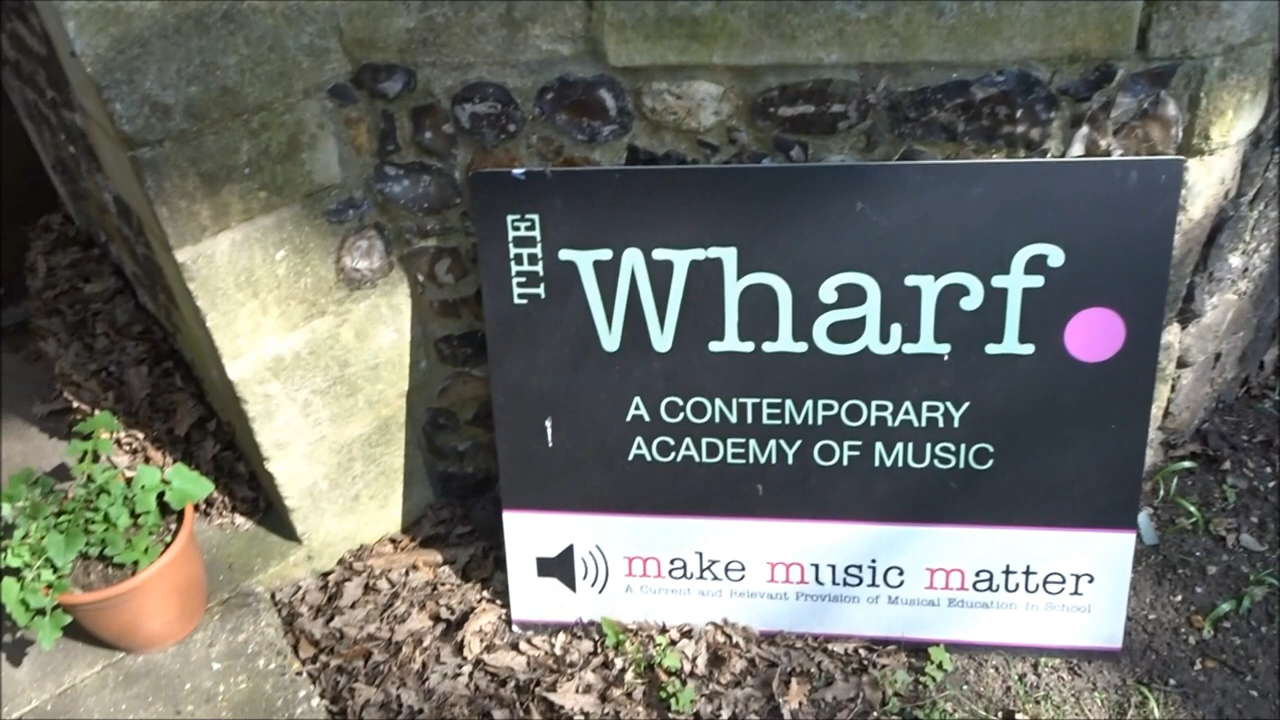 THE
Wharf.
A CONTEMPORARY
ACADEMY OF MUSIC
make music matter
A Current and Relevant Provision of Musical Education In School